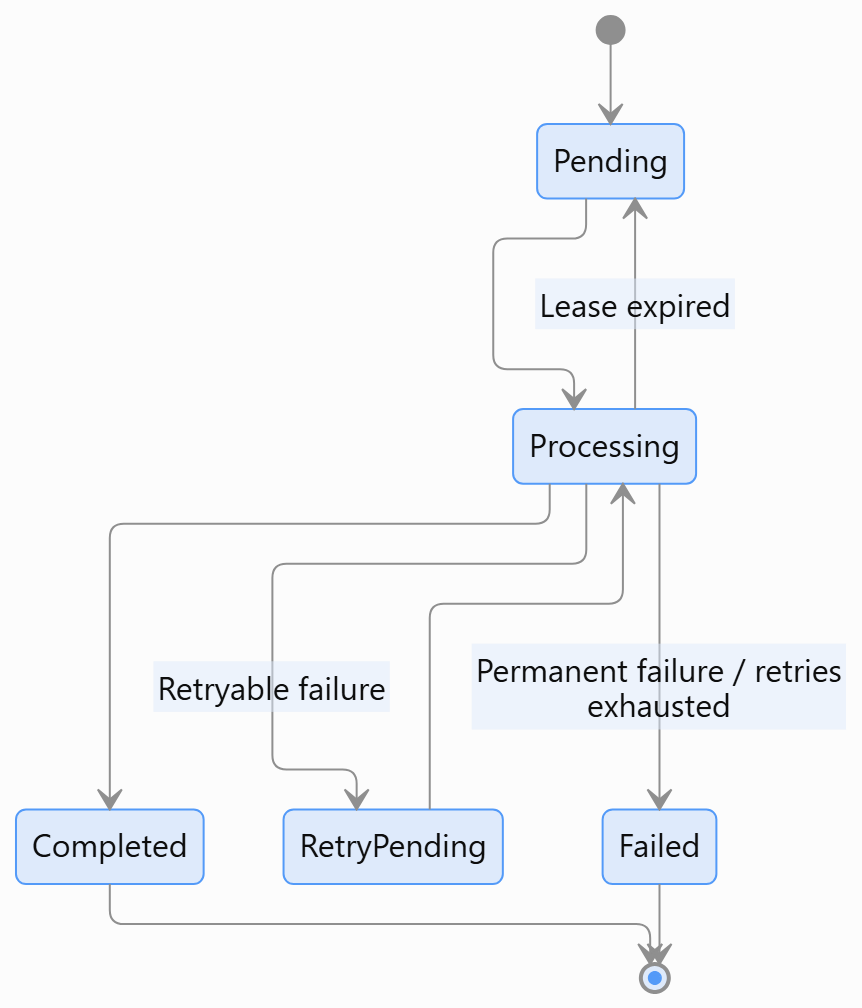 Pending
Lease expired
Processing
Retryable failure
Permanent failure / retries
exhausted
Completed
RetryPending
Failed